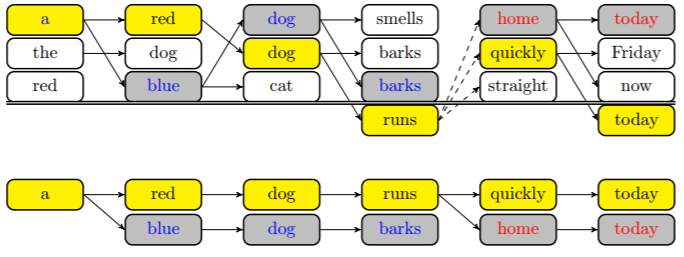 a red dog smells home today
the dog dog barks quickly Friday
red blue cat barks straight now
runs today
a red dog runs quickly today
blue dog barks home today